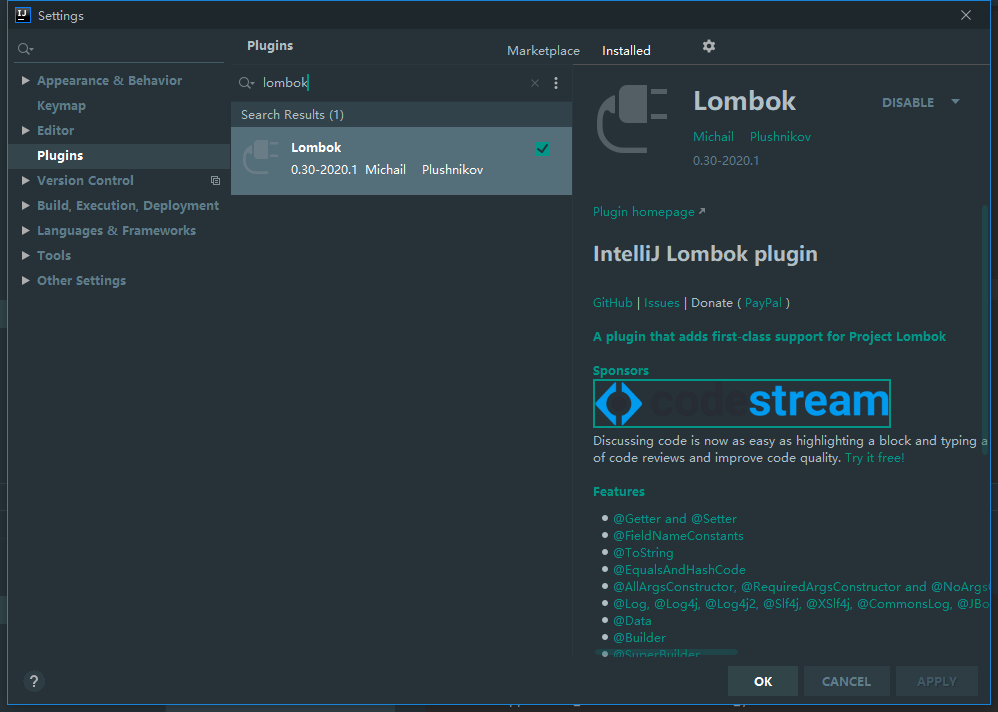 IJ Settings
Appearance & Behavior
Keymap
Editor
Plugins
Version Control
Build, Execution, Deployment
Languages & Frameworks
Tools
Other Settings
Plugins
Marketplace
Installed
lombok
Search Results (1)
Lombok
0.30-2020.1 Michail Plushnikov
Lombok
DISABLE
Michail Plushnikov
0.30-2020.1
Plugin homepage
IntelliJ Lombok plugin
GitHub | Issues | Donate ( PayPal )
A plugin that adds first-class support for Project Lombok
Sponsors
codestream
Discussing code is now as easy as highlighting a block and typing a
of code reviews and improve code quality. Try it free!
Features
@Getter and @Setter
@FieldNameConstants
@ToString
@EqualsAndHashCode
@AllArgsConstructor, @RequiredArgsConstructor and @NoArgs
@Log, @Log4j, @Log4j2, @Slf4j, @XSlf4j, @CommonsLog, @JBo
@Data
@Builder
@SuperBuilder
?
OK
CANCEL
APPLY